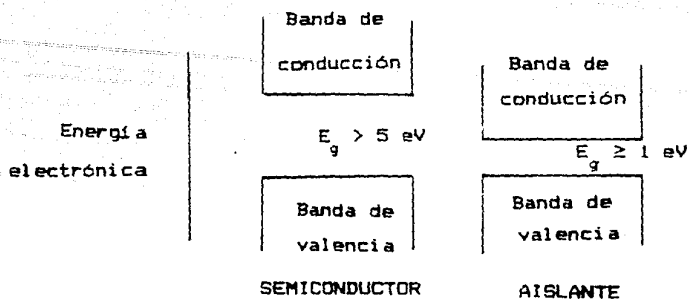 Banda de
conducción
Banda de
conducción
Energía
electrónica
E_g > 5 eV
E_g ≥ 1 eV
Banda de
valencia
Banda de
valencia
SEMICONDUCTOR
AISLANTE